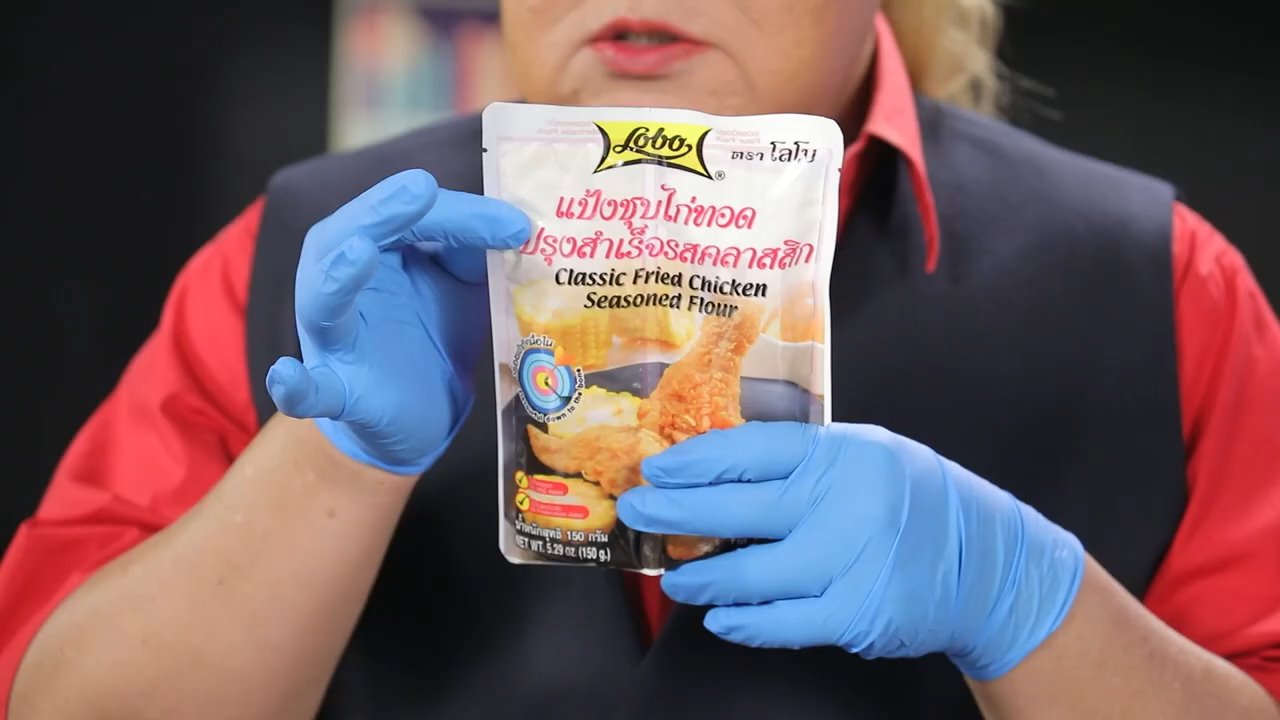 Lobo
®
ตรา โลโบ
แป้งชุบไก่ทอด
ปรุงสำเร็จรสคลาสสิก
Classic Fried Chicken
Seasoned Flour
down to the bone
น้ำหนักสุทธิ 150 กรัม
NET WT. 5.29 oz. (150 g.)